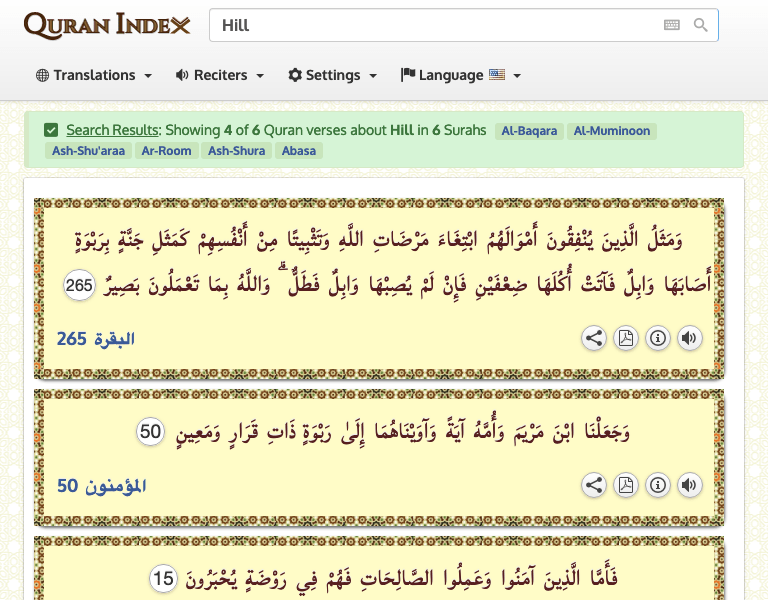 QURAN INDEX
Hill
Translations
Reciters
Settings
Language
Search Results: Showing 4 of 6 Quran verses about Hill in 6 Surahs Al-Baqara Al-Muminoon
Ash-Shu'araa Ar-Room Ash-Shura Abasa
وَمَثَلُ الَّذِينَ يُنْفِقُونَ أَمْوَالَهُمُ ابْتِغَاءَ مَرْضَاتِ اللَّهِ وَتَثْبِيتًا مِنْ أَنْفُسِهِمْ كَمَثَلِ جَنَّةٍ بِرَبْوَةٍ
أَصَابَهَا وَابِلٌ فَآتَتْ أُكُلَهَا ضِعْفَيْنِ فَإِنْ لَمْ يُصِبْهَا وَابِلٌ فَطَلٌّ ۗ وَاللَّهُ بِمَا تَعْمَلُونَ بَصِيرٌ 265
البقرة 265
وَجَعَلْنَا ابْنَ مَرْيَمَ وَأُمَّهُ آيَةً وَآوَيْنَاهُمَا إِلَىٰ رَبْوَةٍ ذَاتِ قَرَارٍ وَمَعِينٍ 50
المؤمنون 50
فَأَمَّا الَّذِينَ آمَنُوا وَعَمِلُوا الصَّالِحَاتِ فَهُمْ فِي رَوْضَةٍ يُحْبَرُونَ 15